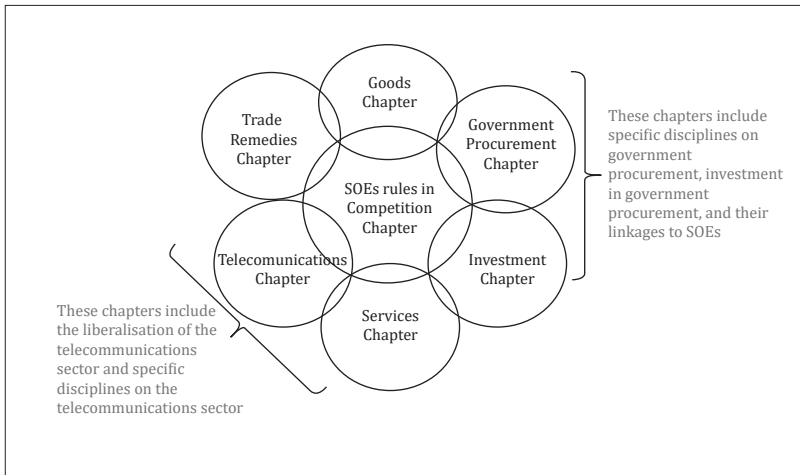 Goods
Chapter
Trade
Remedies
Chapter
Government
Procurement
Chapter
SOEs rules in
Competition
Chapter
Telecomunications
Chapter
Investment
Chapter
Services
Chapter
These chapters include
specific disciplines on
government
procurement, investment
in government
procurement, and their
linkages to SOEs
These chapters include
the liberalisation of the
telecommunications
sector and specific
disciplines on the
telecommunications sector